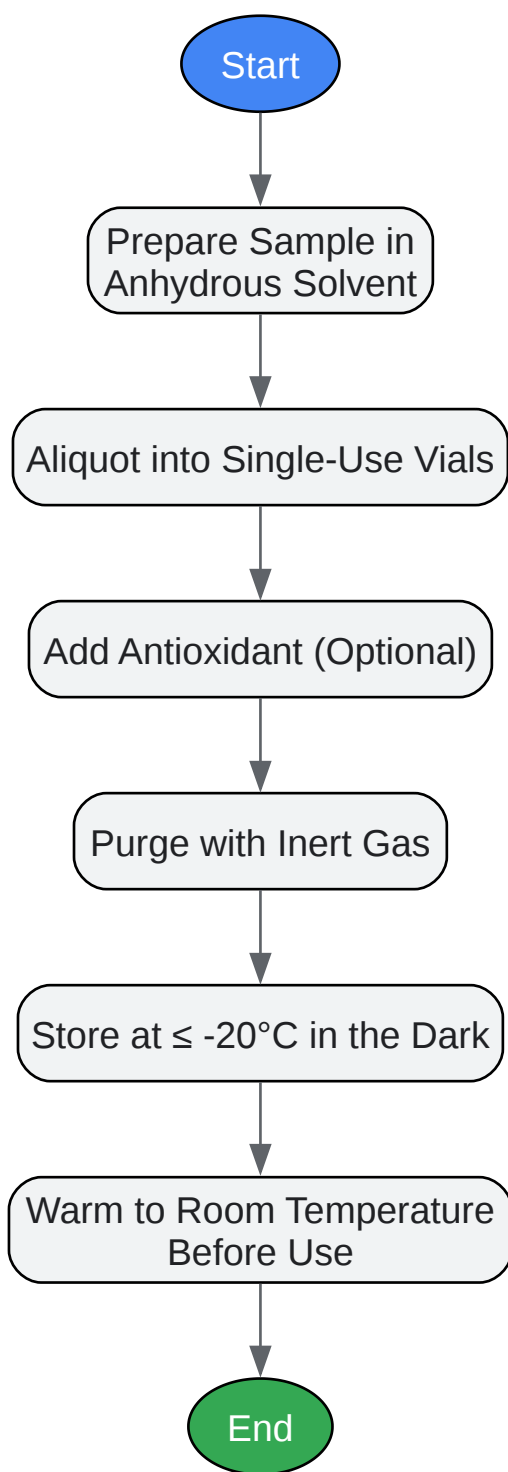 Start
Prepare Sample in
Anhydrous Solvent
Aliquot into Single-Use Vials
Add Antioxidant (Optional)
Purge with Inert Gas
Store at ≤ -20°C in the Dark
Warm to Room Temperature
Before Use
End